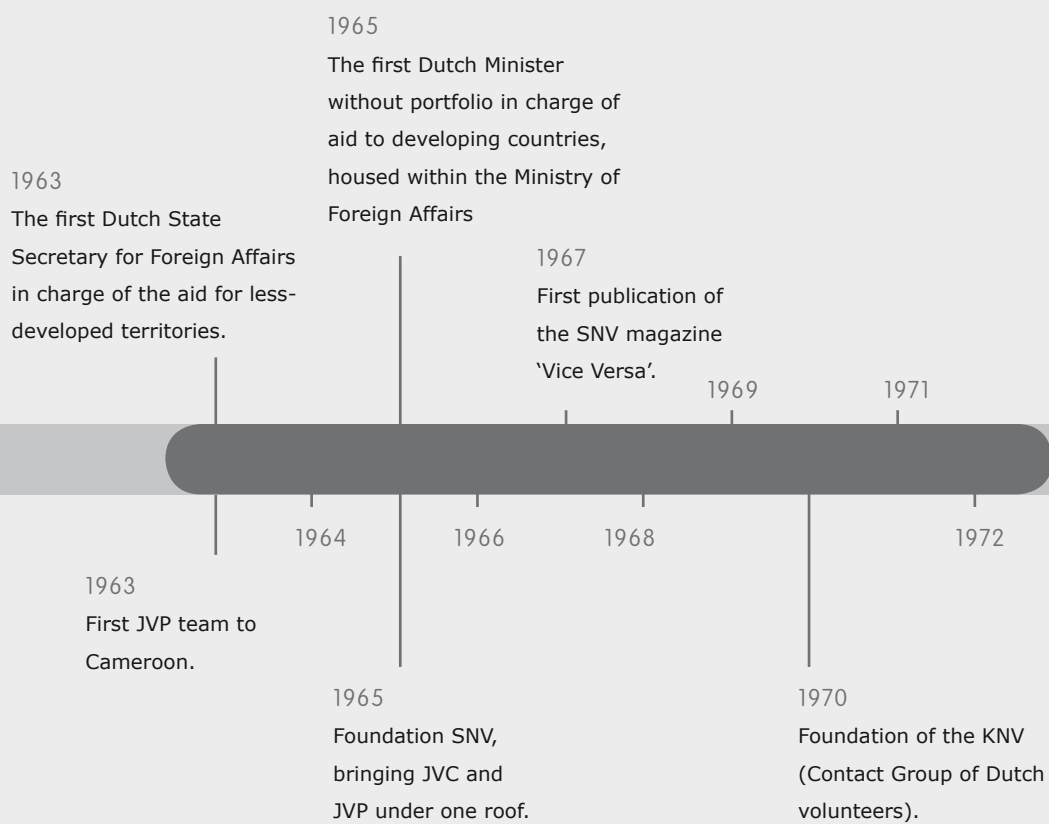 1965
The first Dutch Minister
without portfolio in charge of
aid to developing countries,
housed within the Ministry of
Foreign Affairs
1963
The first Dutch State
Secretary for Foreign Affairs
in charge of the aid for less-
developed territories.
1967
First publication of
the SNV magazine
‘Vice Versa’.
1969
1971
1964
1966
1968
1972
1963
First JVP team to
Cameroon.
1965
Foundation SNV,
bringing JVC and
JVP under one roof.
1970
Foundation of the KNV
(Contact Group of Dutch
volunteers).